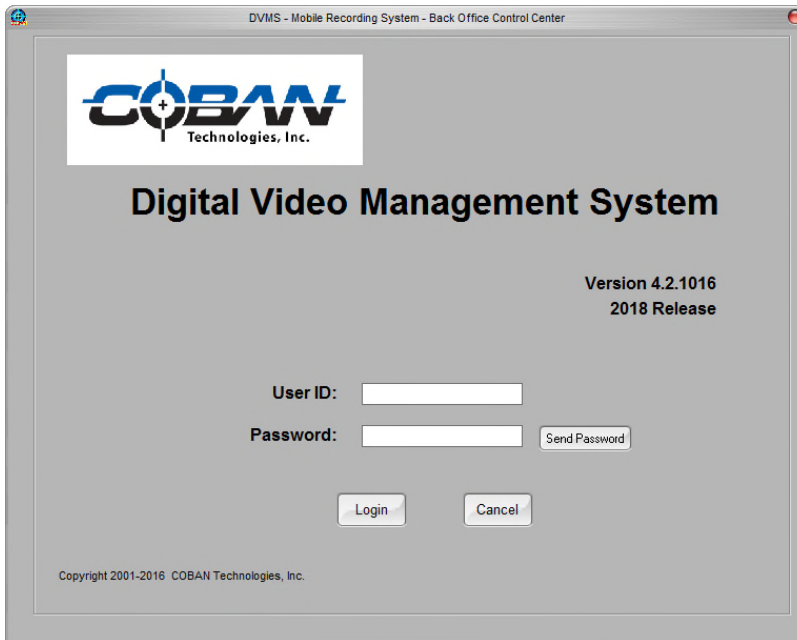 DVMS - Mobile Recording System - Back Office Control Center
COBAN
Technologies, Inc.
Digital Video Management System
Version 4.2.1016
2018 Release
User ID:
Password:
Send Password
Login
Cancel
Copyright 2001-2016 COBAN Technologies, Inc.